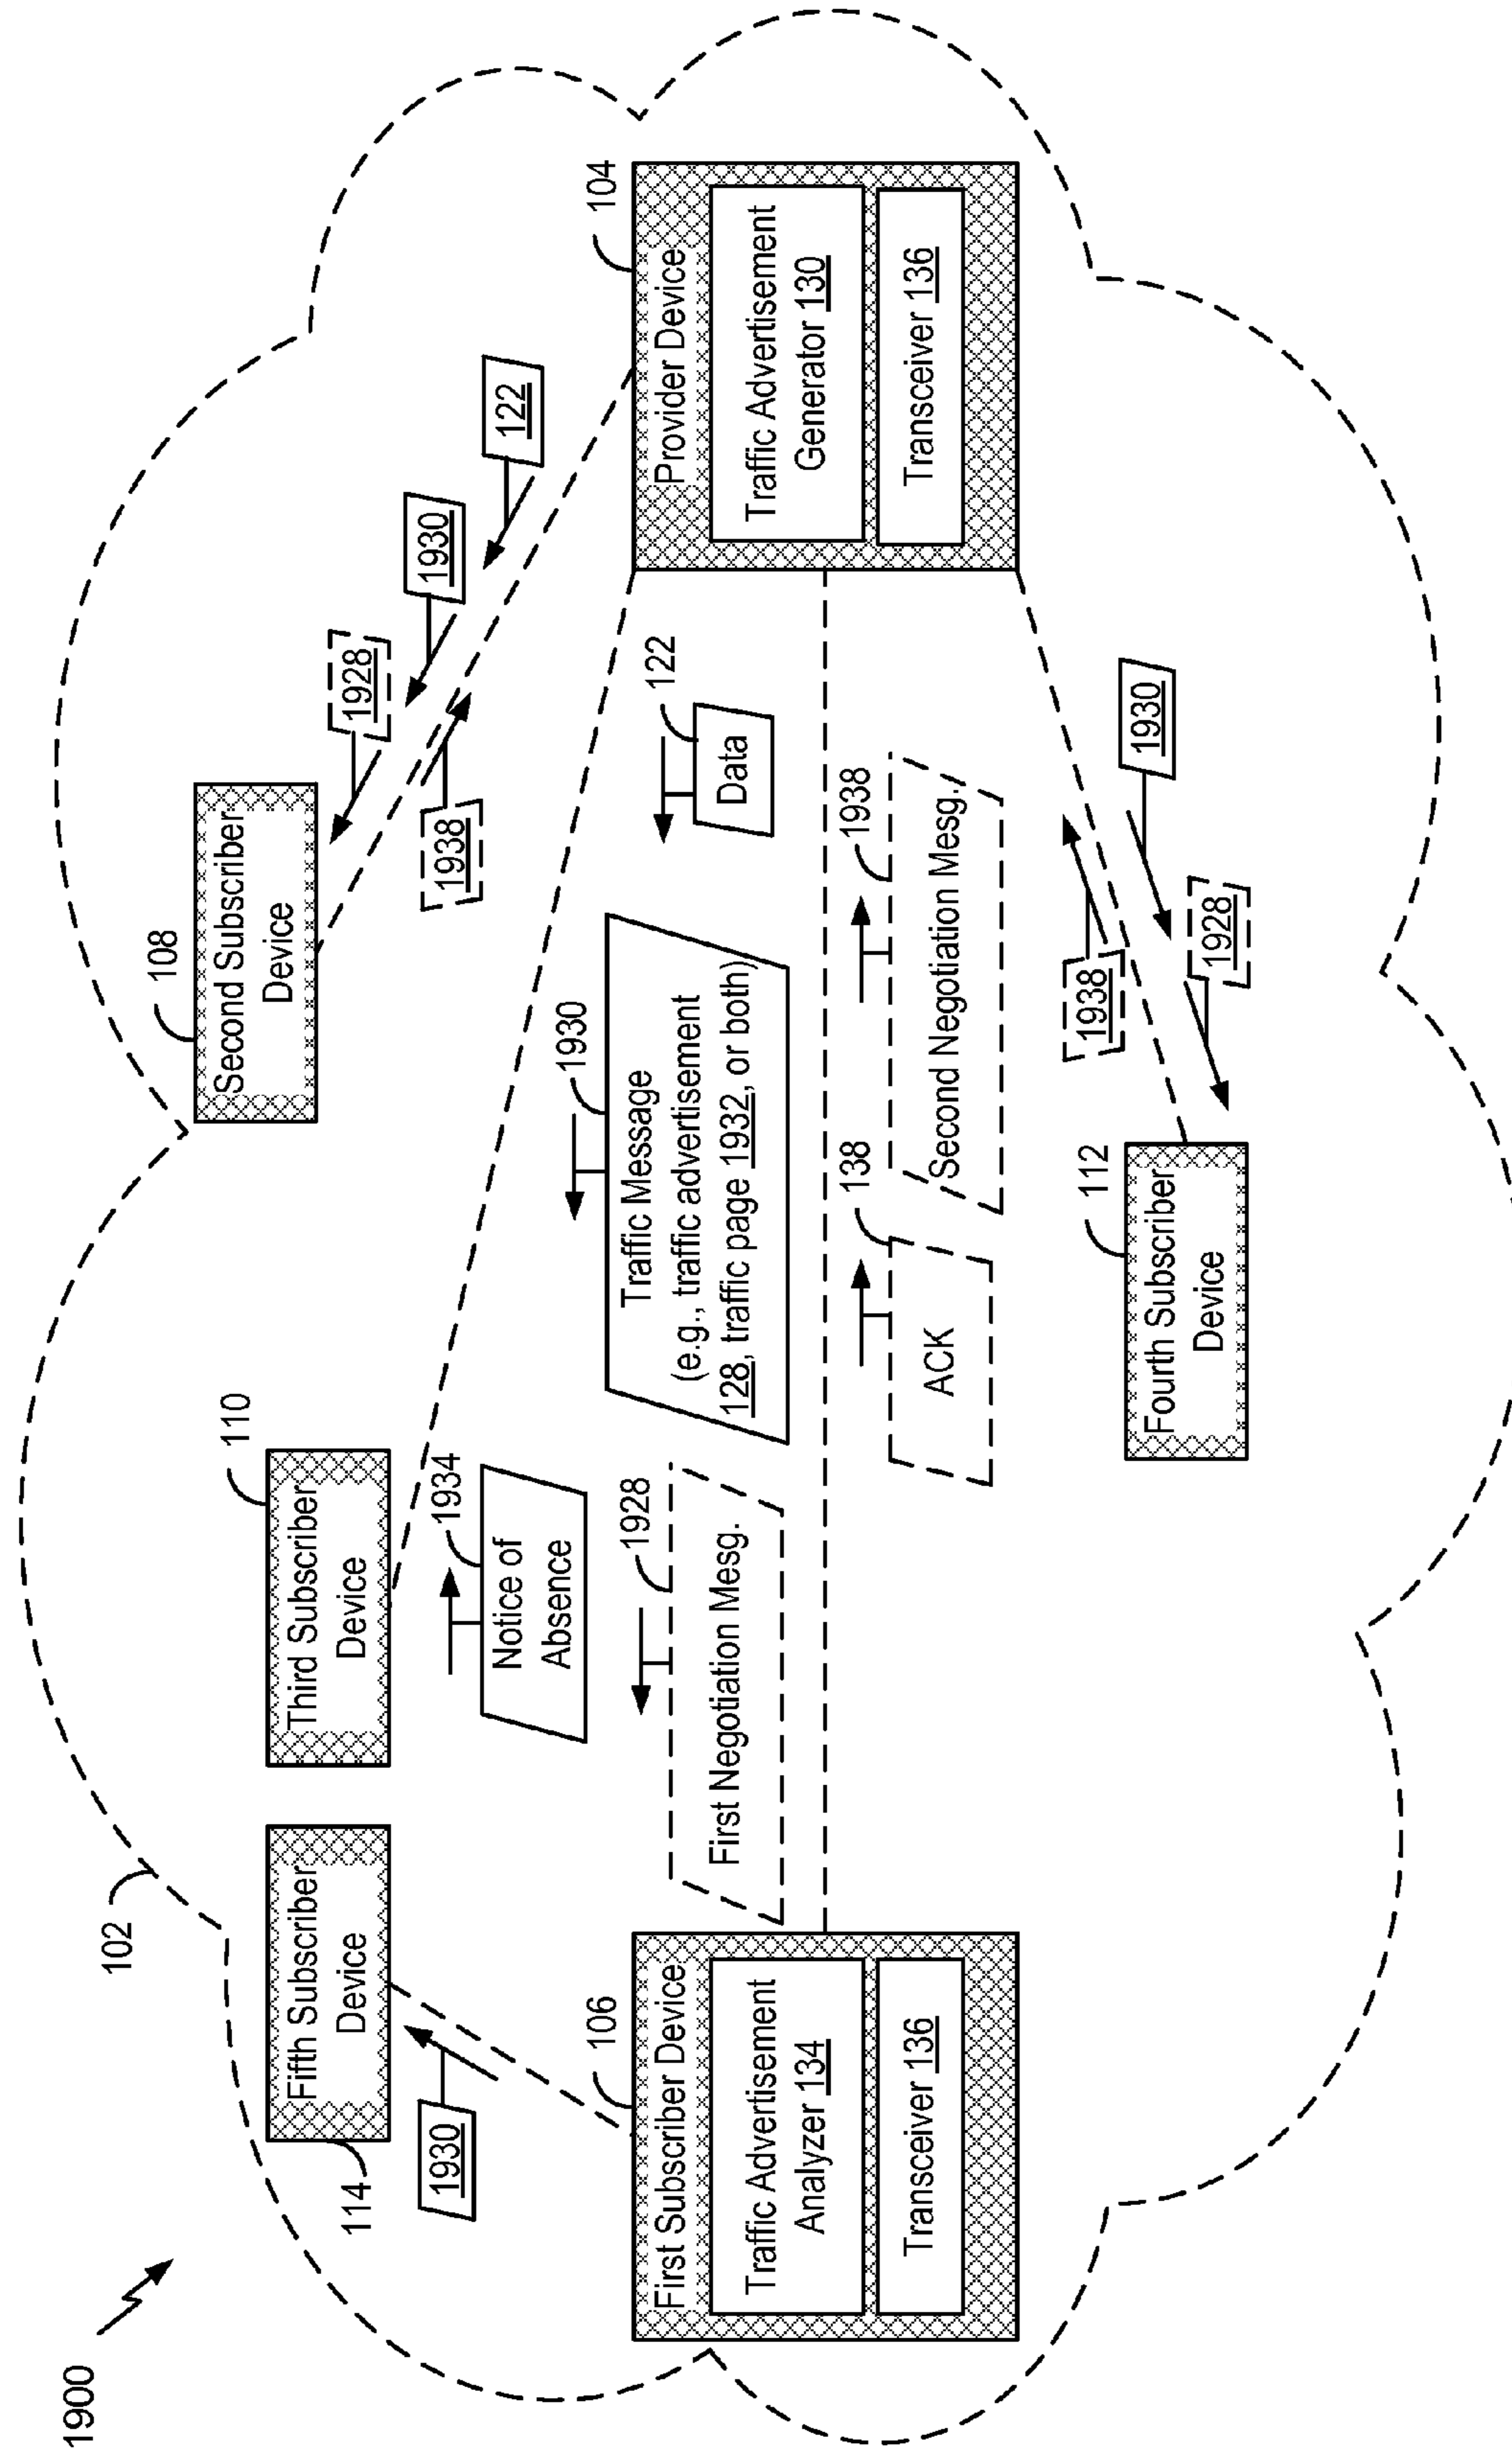 1900
102
114
Fifth Subscriber
Device
1930
110
Third Subscriber
Device
1934
Notice of
Absence
108
Second Subscriber
Device
1928
1938
1930
122
106
First Subscriber Device
Traffic Advertisement
Analyzer 134
Transceiver 136
1928
First Negotiation Mesg.
1930
Traffic Message
(e.g., traffic advertisement
128, traffic page 1932, or both)
122
Data
138
ACK
1938
Second Negotiation Mesg.
104
Provider Device
Traffic Advertisement
Generator 130
Transceiver 136
112
Fourth Subscriber
Device
1938
1928
1930